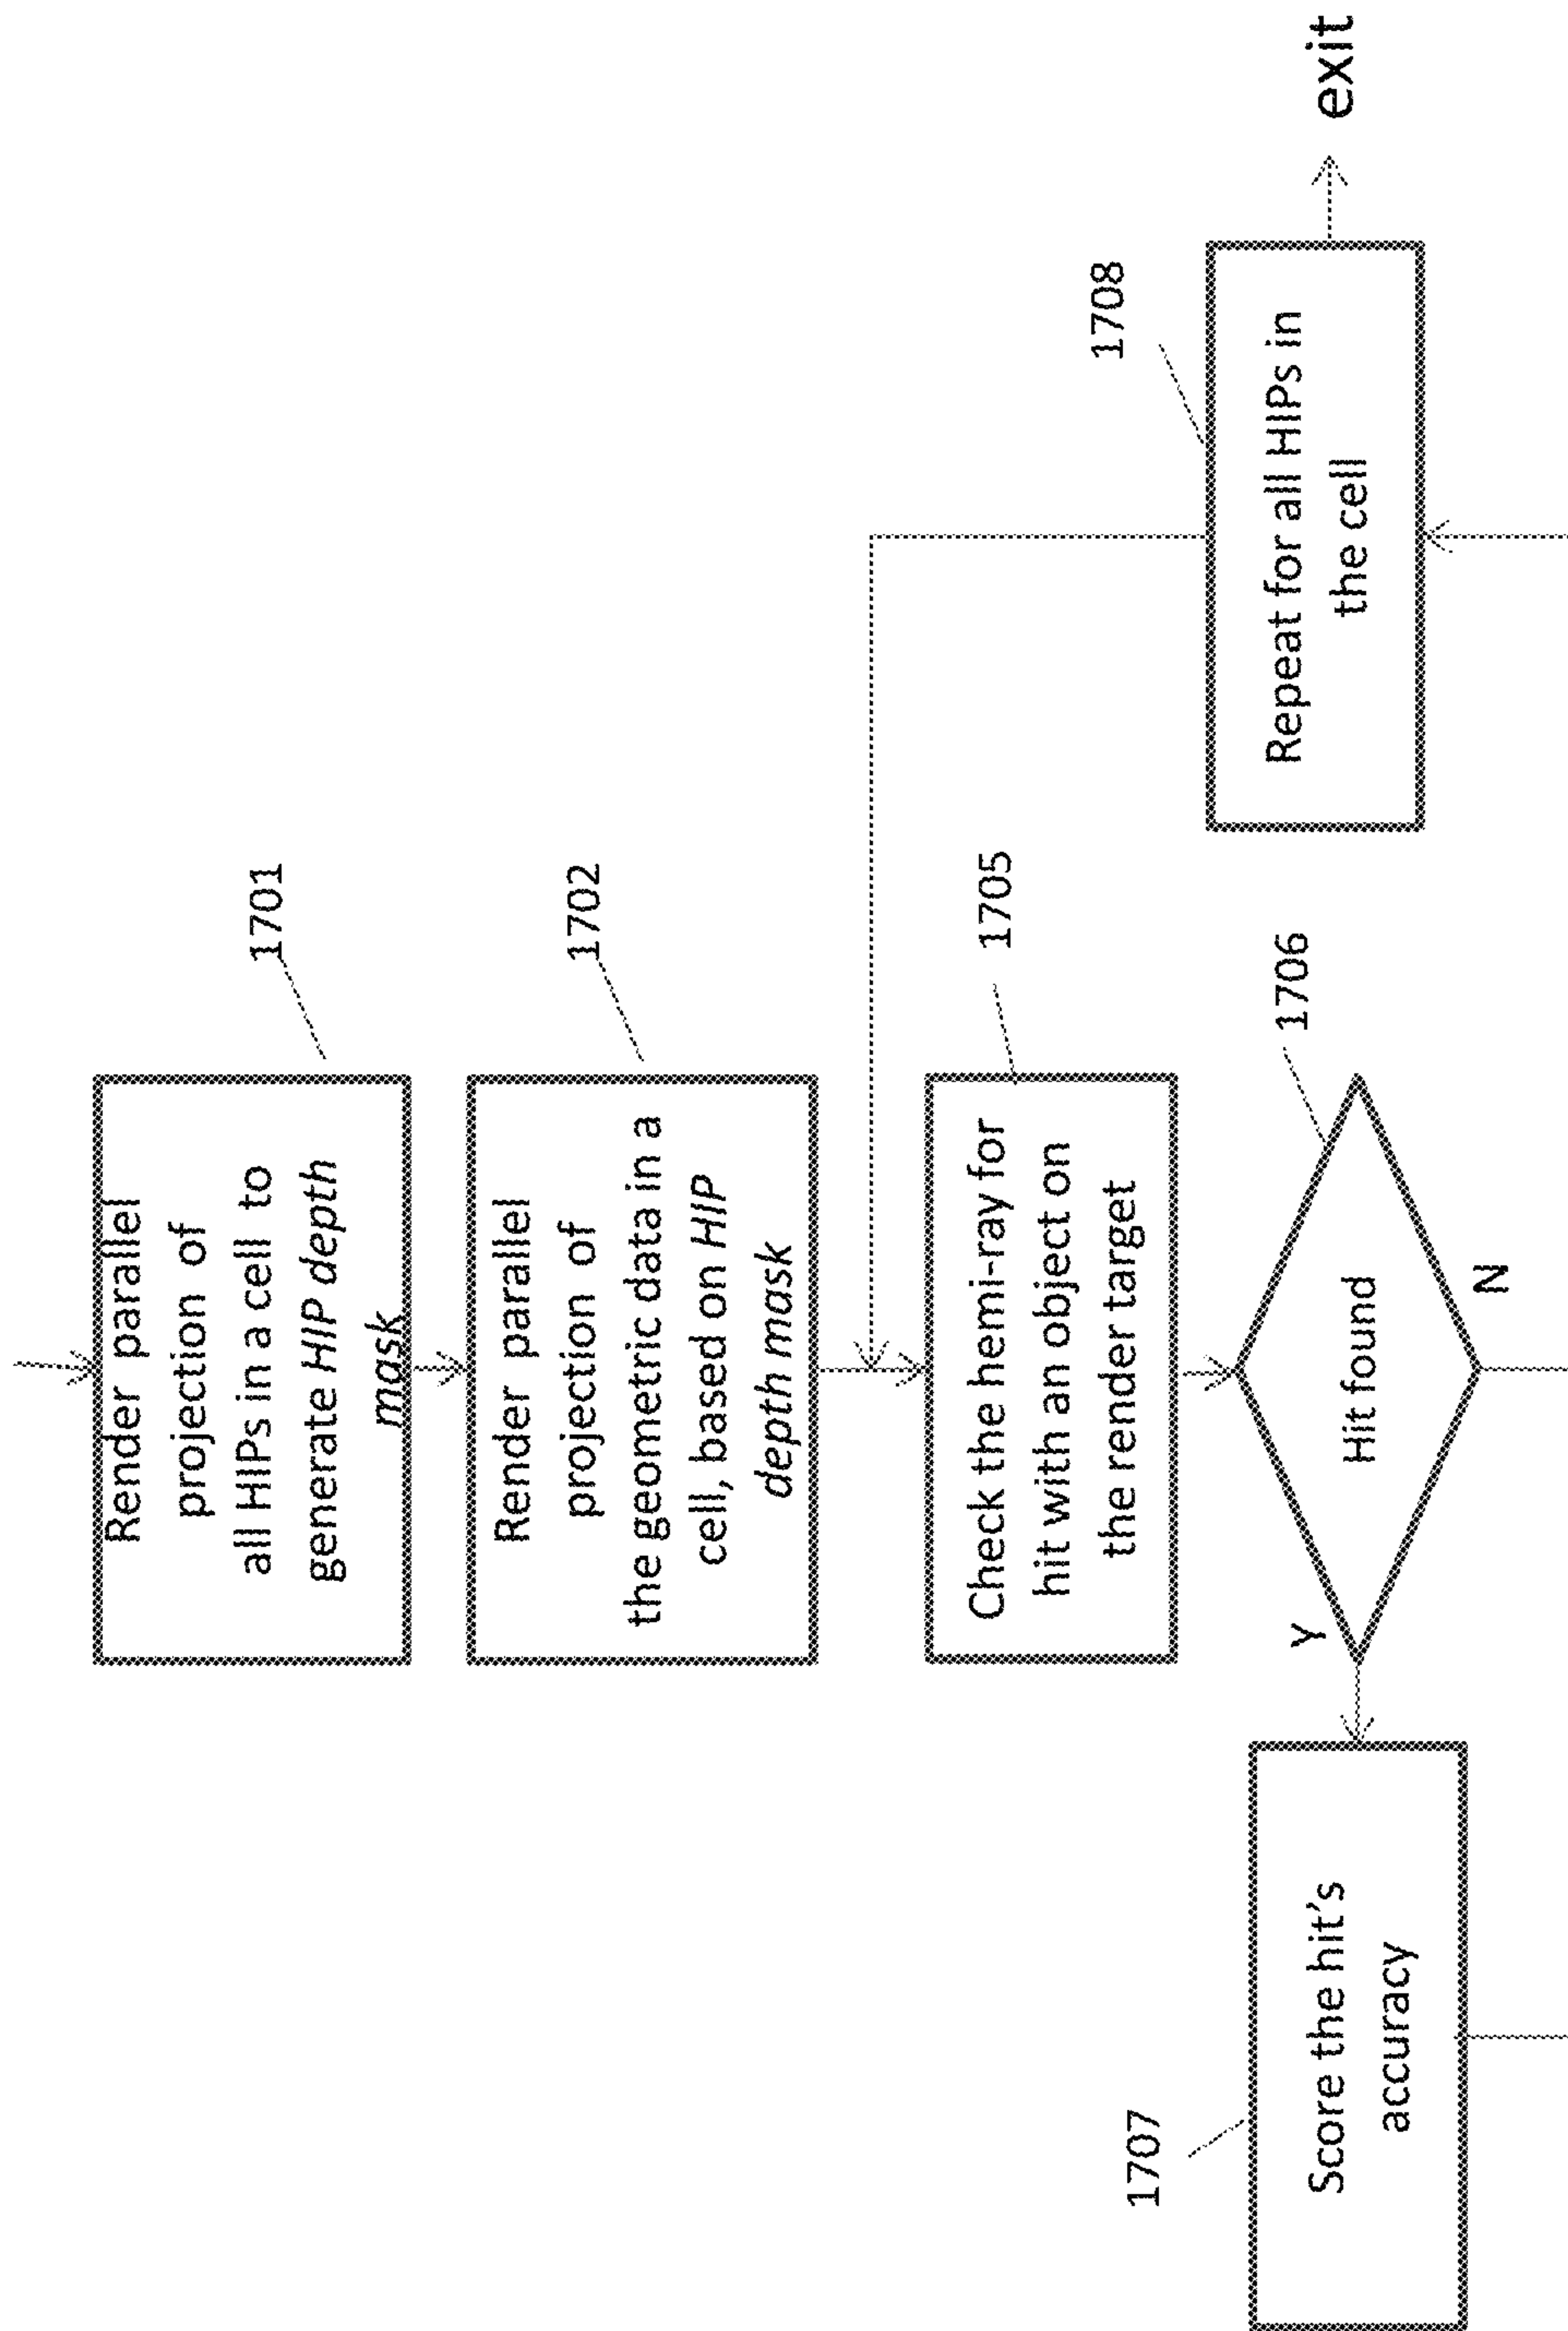 1701
Render parallel
projection of
all HIPs in a cell to
generate HIP depth
mask
1702
Render parallel
projection of
the geometric data in a
cell, based on HIP
depth mask
1705
Check the hemi-ray for
hit with an object on
the render target
1706
Hit found
Y
N
1707
Score the hit's
accuracy
1708
Repeat for all HIPs in
the cell
exit